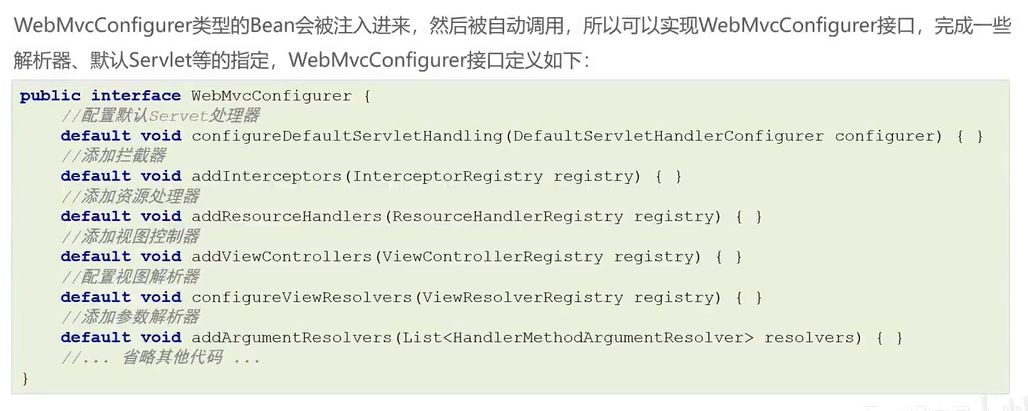 WebMvcConfigurer类型的Bean会被注入进来，然后被自动调用，所以可以实现WebMvcConfigurer接口，完成一些
解析器、默认Servlet等的指定，WebMvcConfigurer接口定义如下：
public interface WebMvcConfigurer {
//配置默认Servet处理器
default void configureDefaultServletHandling(DefaultServletHandlerConfigurer configurer) { }
//添加拦截器
default void addInterceptors(InterceptorRegistry registry) { }
//添加资源处理器
default void addResourceHandlers(ResourceHandlerRegistry registry) { }
//添加视图控制器
default void addViewControllers(ViewControllerRegistry registry) { }
//配置视图解析器
default void configureViewResolvers(ViewResolverRegistry registry) { }
//添加参数解析器
default void addArgumentResolvers(List<HandlerMethodArgumentResolver> resolvers) { }
//... 省略其他代码 ...
}